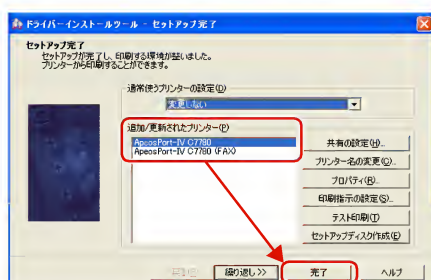 ドライバーインストールツール - セットアップ完了
セットアップ完了
セットアップが完了し、印刷する環境が整いました。
プリンターから印刷することができます。
通常使うプリンターの設定(D)
変更しない
追加/更新されたプリンター(P)
ApeosPort-IV C7780
ApeosPort-IV C7780 (FAX)
共有の設定(H)...
プリンター名の変更(C)...
プロパティ(R)...
印刷指示の設定(S)...
テスト印刷(T)
セットアップディスク作成(E)
繰り返し>>
完了
ヘルプ